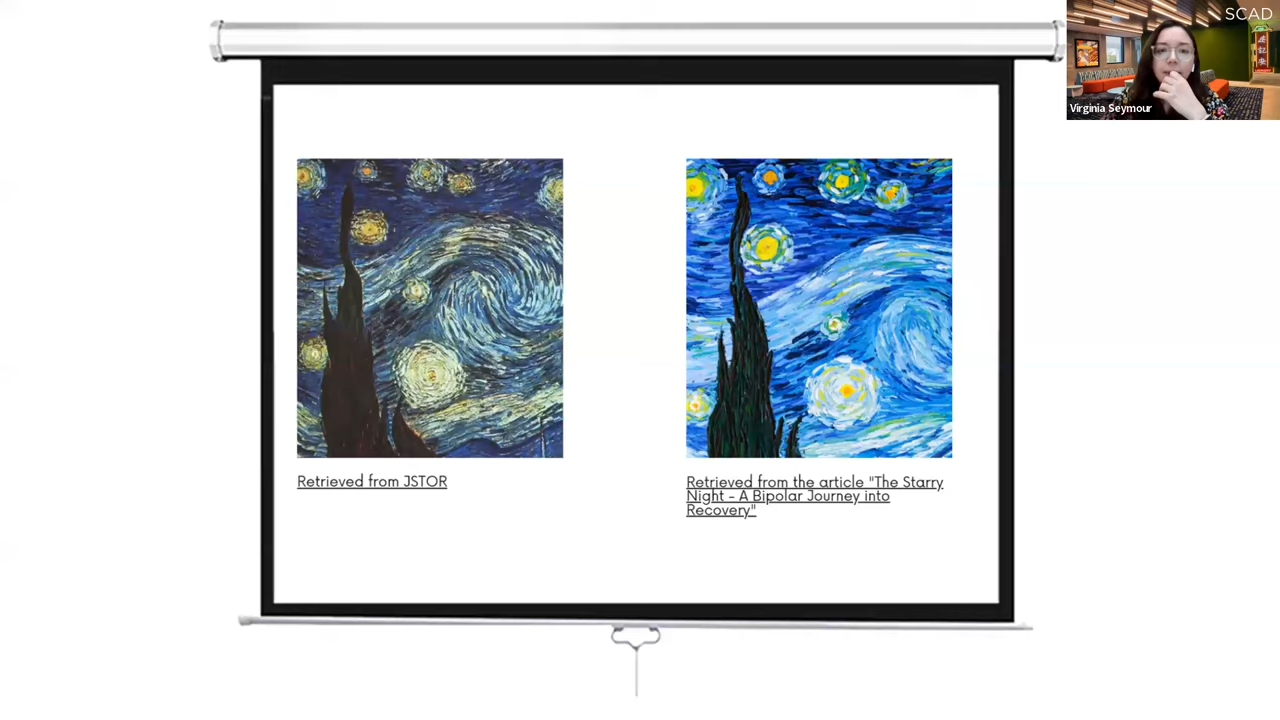 SCAD
Virginia Seymour
Retrieved from JSTOR
Retrieved from the article "The Starry
Night - A Bipolar Journey into
Recovery"